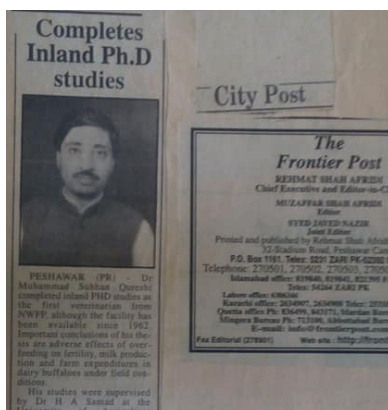 Completes
Inland Ph.D
studies
PESHAWAR (PR) - Dr
Muhammad Subhan Qureshi
completed inland PHD studies as
the first veterinarian from
NWFP, although the facility has
been available since 1962.
Important conclusions of his the-
sis are adverse effects of over-
feeding on fertility, milk produc-
tion and farm expenditures in
dairy buffaloes under field con-
ditions.
His studies were supervised
by Dr H A Samad at the
City Post
The
Frontier Post
REHMAT SHAH AFRIDI
Chief Executive and Editor-in-C
MUZAFFAR SHAH AFRIDI
Editor
SYED JAVED NAZIR
Joint Editor
Printed and published by Rehmat Shah Afridi
32-Stadium Road, Peshawar Can
P.O. Box 1161, Telex: 5231 ZARI PK-
Telephone: 270501, 270502, 270503,
Islamabad office:
Telex: 54264 ZARI PK
Lahore office:
Karachi office:
Quetta office Ph:
Mingora Bureau Ph:
E-mail: info@frontierpost.com
Fax Editorial (276901) Web site: http://front